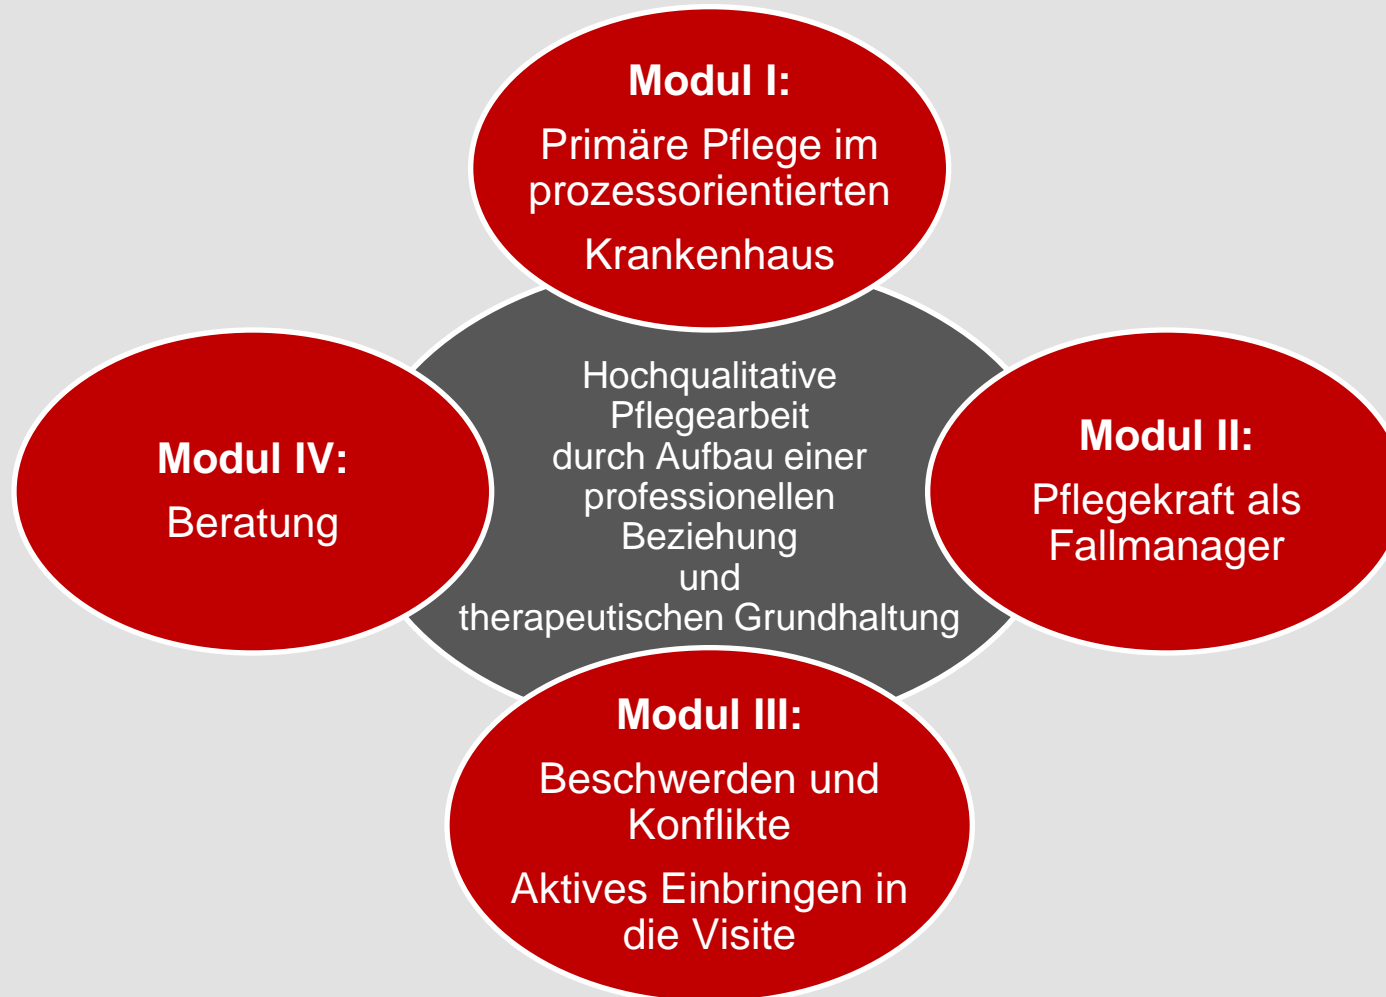 Modul I:
Primäre Pflege im
prozessorientierten
Krankenhaus
Hochqualitative
Pflegearbeit
durch Aufbau einer
professionellen
Beziehung
und
therapeutischen Grundhaltung
Modul II:
Pflegekraft als
Fallmanager
Modul III:
Beschwerden und
Konflikte
Aktives Einbringen in
die Visite
Modul IV:
Beratung